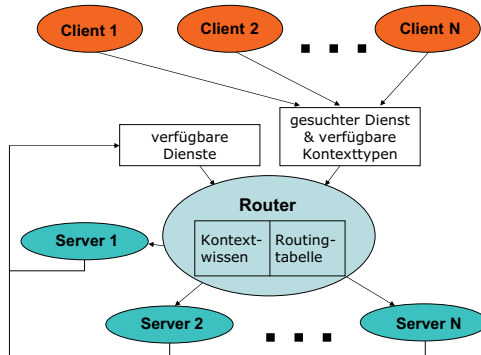 Client 1
Client 2
Client N
verfügbare
Dienste
gesuchter Dienst
& verfügbare
Kontexttypen
Router
Kontext-
wissen
Routing-
tabelle
Server 1
Server 2
Server N